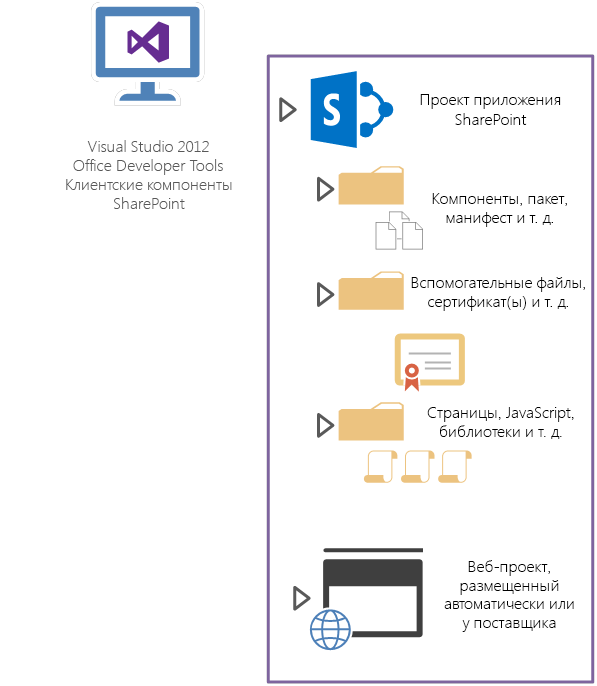 Visual Studio 2012
Office Developer Tools
Клиентские компоненты
SharePoint
S
Проект приложения
SharePoint
Компоненты, пакет,
манифест и т. д.
Вспомогательные файлы,
сертификат(ы) и т. д.
Страницы, JavaScript,
библиотеки и т. д.
Веб-проект,
размещенный
автоматически или
у поставщика